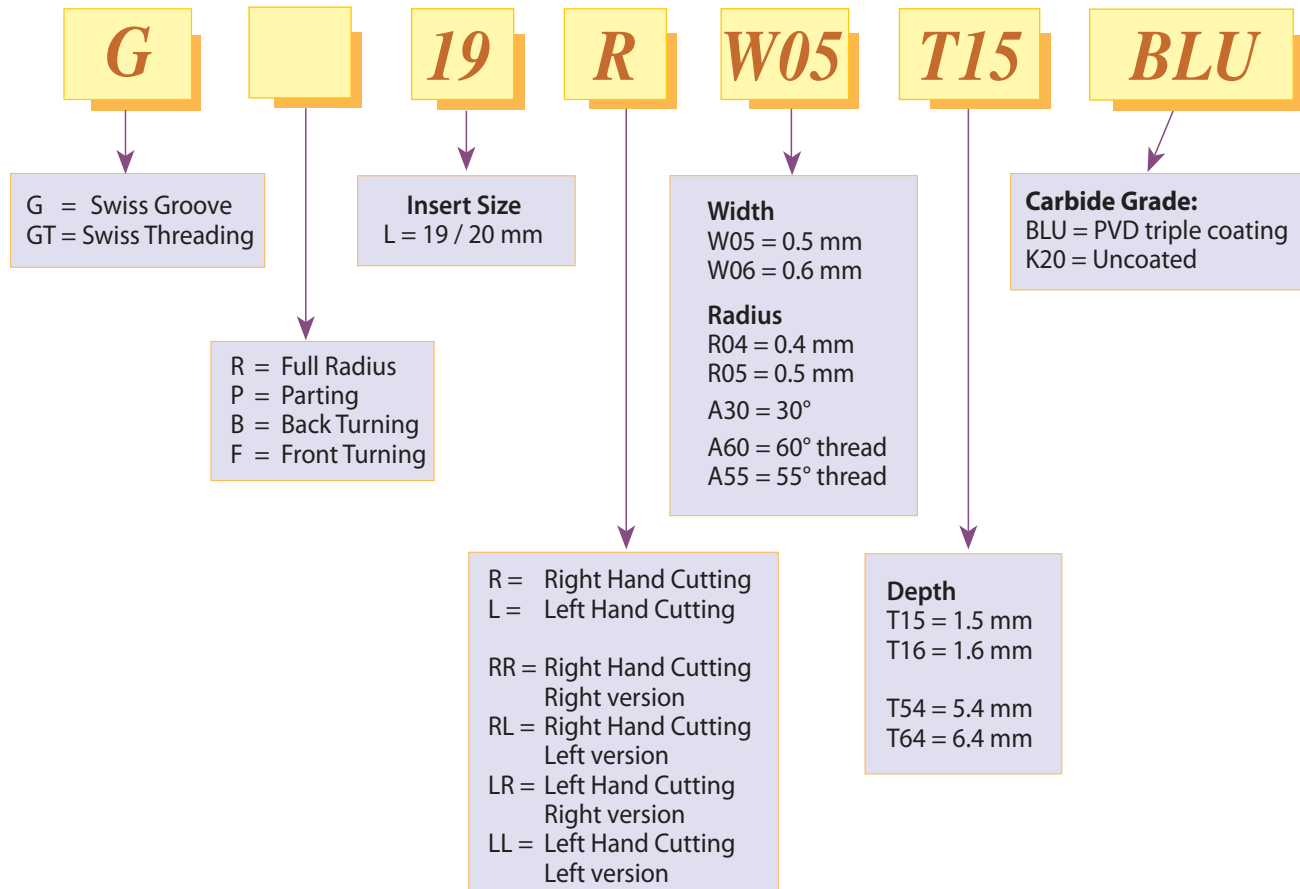 G 19 R W05 T15 BLU
G = Swiss Groove
GT = Swiss Threading
R = Full Radius
P = Parting
B = Back Turning
F = Front Turning
Insert Size
L = 19 / 20 mm
R = Right Hand Cutting
L = Left Hand Cutting
RR = Right Hand Cutting
Right version
RL = Right Hand Cutting
Left version
LR = Left Hand Cutting
Right version
LL = Left Hand Cutting
Left version
Width
W05 = 0.5 mm
W06 = 0.6 mm
Radius
R04 = 0.4 mm
R05 = 0.5 mm
A30 = 30°
A60 = 60° thread
A55 = 55° thread
Depth
T15 = 1.5 mm
T16 = 1.6 mm
T54 = 5.4 mm
T64 = 6.4 mm
Carbide Grade:
BLU = PVD triple coating
K20 = Uncoated